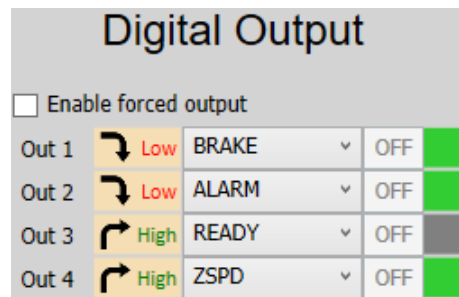 Digital Output
Enable forced output
Out 1 Low BRAKE OFF
Out 2 Low ALARM OFF
Out 3 High READY OFF
Out 4 High ZSPD OFF